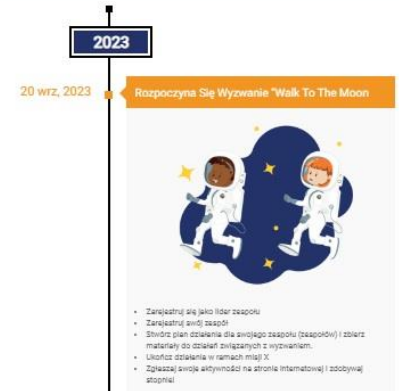 2023
20 wrz, 2023
Rozpoczyna Się Wyzwanie "Walk To The Moon
• Zarejestruj się jako lider zespołu
• Zarejestruj swój zespół
• Stwórz plan działania dla swojego zespołu (zespołów) i zbierz
materiały do działań związanych z wyzwaniem.
• Ukończ działania w ramach misji X
• Zgłaszaj swoje aktywności na stronie internetowej i zdobywaj
stopnie!